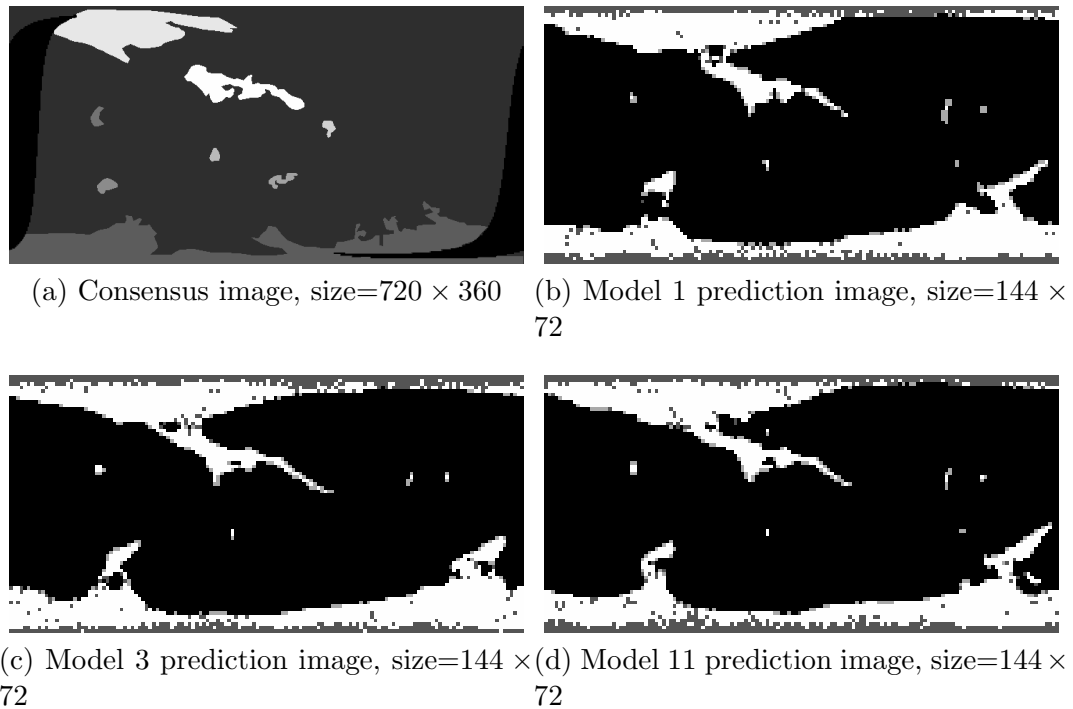 (a) Consensus image, size=720 × 360
(b) Model 1 prediction image, size=144 ×
72
(c) Model 3 prediction image, size=144 ×
72
(d) Model 11 prediction image, size=144 ×
72